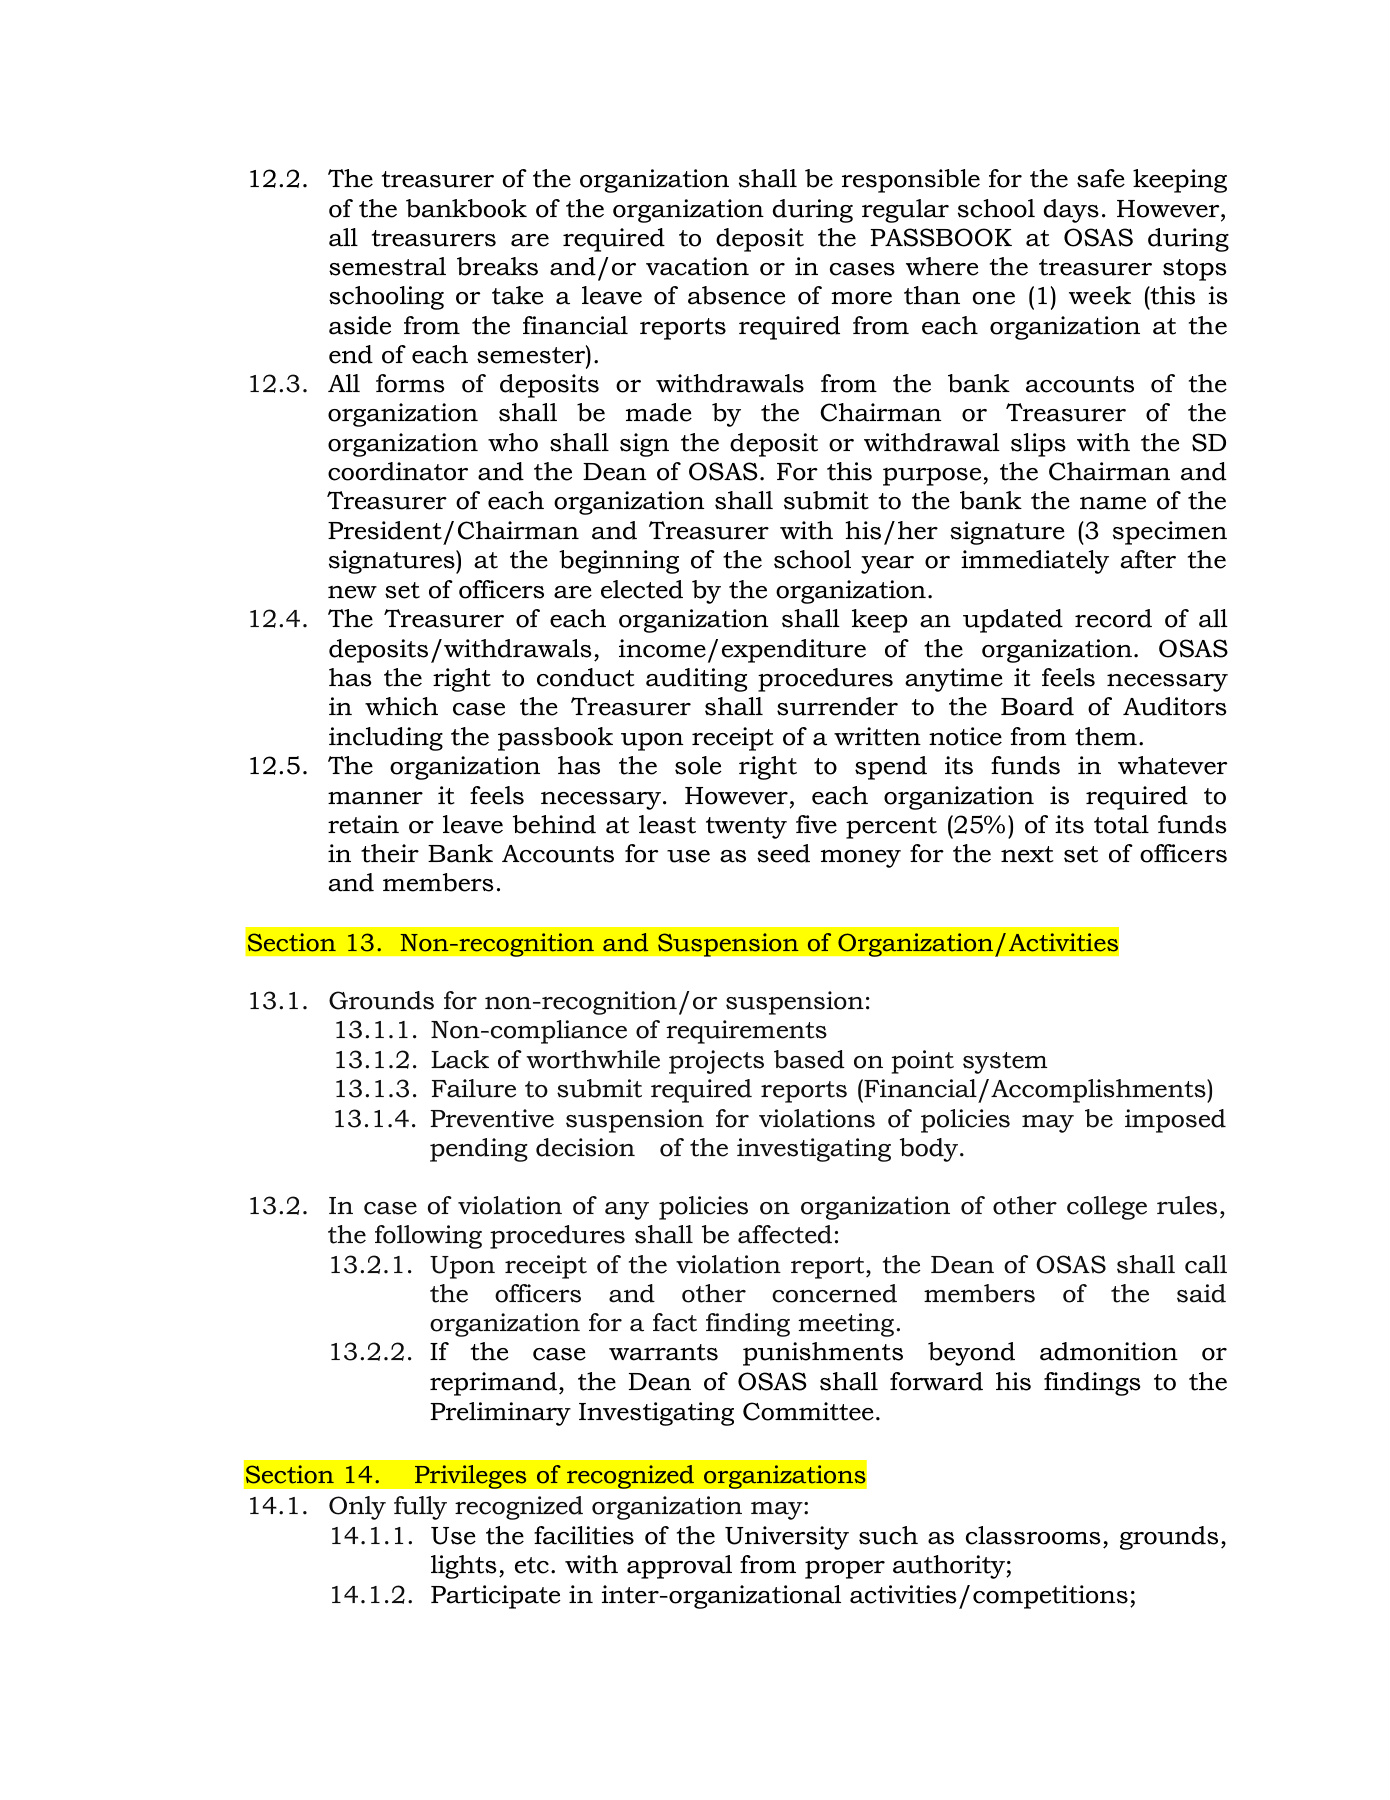 12.2. The treasurer of the organization shall be responsible for the safe keeping
of the bankbook of the organization during regular school days. However,
all treasurers are required to deposit the PASSBOOK at OSAS during
semestral breaks and/or vacation or in cases where the treasurer stops
schooling or take a leave of absence of more than one (1) week (this is
aside from the financial reports required from each organization at the
end of each semester).
12.3. All forms of deposits or withdrawals from the bank accounts of the
organization shall be made by the Chairman or Treasurer of the
organization who shall sign the deposit or withdrawal slips with the SD
coordinator and the Dean of OSAS. For this purpose, the Chairman and
Treasurer of each organization shall submit to the bank the name of the
President/Chairman and Treasurer with his/her signature (3 specimen
signatures) at the beginning of the school year or immediately after the
new set of officers are elected by the organization.
12.4. The Treasurer of each organization shall keep an updated record of all
deposits/withdrawals, income/expenditure of the organization. OSAS
has the right to conduct auditing procedures anytime it feels necessary
in which case the Treasurer shall surrender to the Board of Auditors
including the passbook upon receipt of a written notice from them.
12.5. The organization has the sole right to spend its funds in whatever
manner it feels necessary. However, each organization is required to
retain or leave behind at least twenty five percent (25%) of its total funds
in their Bank Accounts for use as seed money for the next set of officers
and members.
Section 13. Non-recognition and Suspension of Organization/Activities
13.1. Grounds for non-recognition/or suspension:
13.1.1. Non-compliance of requirements
13.1.2. Lack of worthwhile projects based on point system
13.1.3. Failure to submit required reports (Financial/Accomplishments)
13.1.4. Preventive suspension for violations of policies may be imposed
pending decision of the investigating body.
13.2. In case of violation of any policies on organization of other college rules,
the following procedures shall be affected:
13.2.1. Upon receipt of the violation report, the Dean of OSAS shall call
the officers and other concerned members of the said
organization for a fact finding meeting.
13.2.2. If the case warrants punishments beyond admonition or
reprimand, the Dean of OSAS shall forward his findings to the
Preliminary Investigating Committee.
Section 14. Privileges of recognized organizations
14.1. Only fully recognized organization may:
14.1.1. Use the facilities of the University such as classrooms, grounds,
lights, etc. with approval from proper authority;
14.1.2. Participate in inter-organizational activities/competitions;